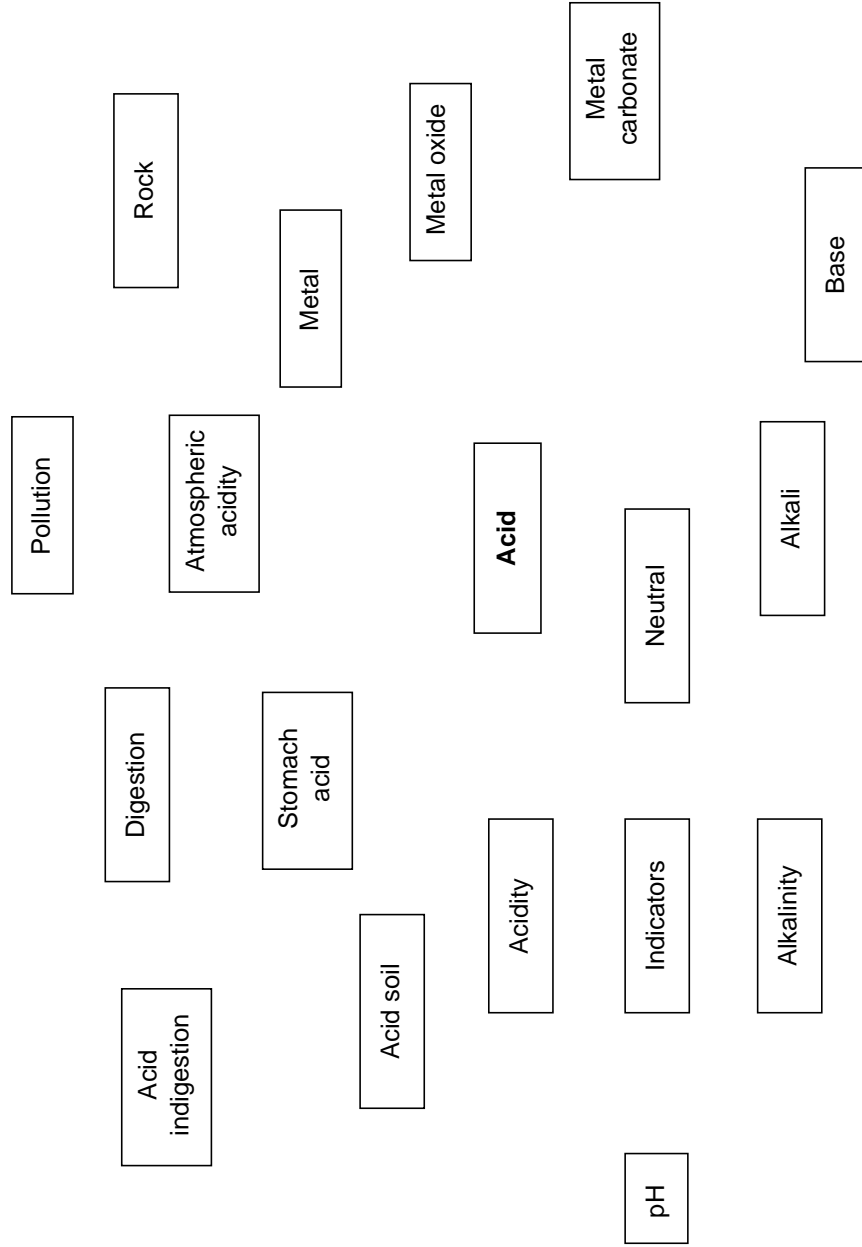 Pollution
Acid
indigestion
Digestion
Rock
Atmospheric
acidity
Stomach
acid
Metal
Acid soil
Metal oxide
Acidity
Acid
Metal
carbonate
pH
Indicators
Neutral
Alkalinity
Alkali
Base